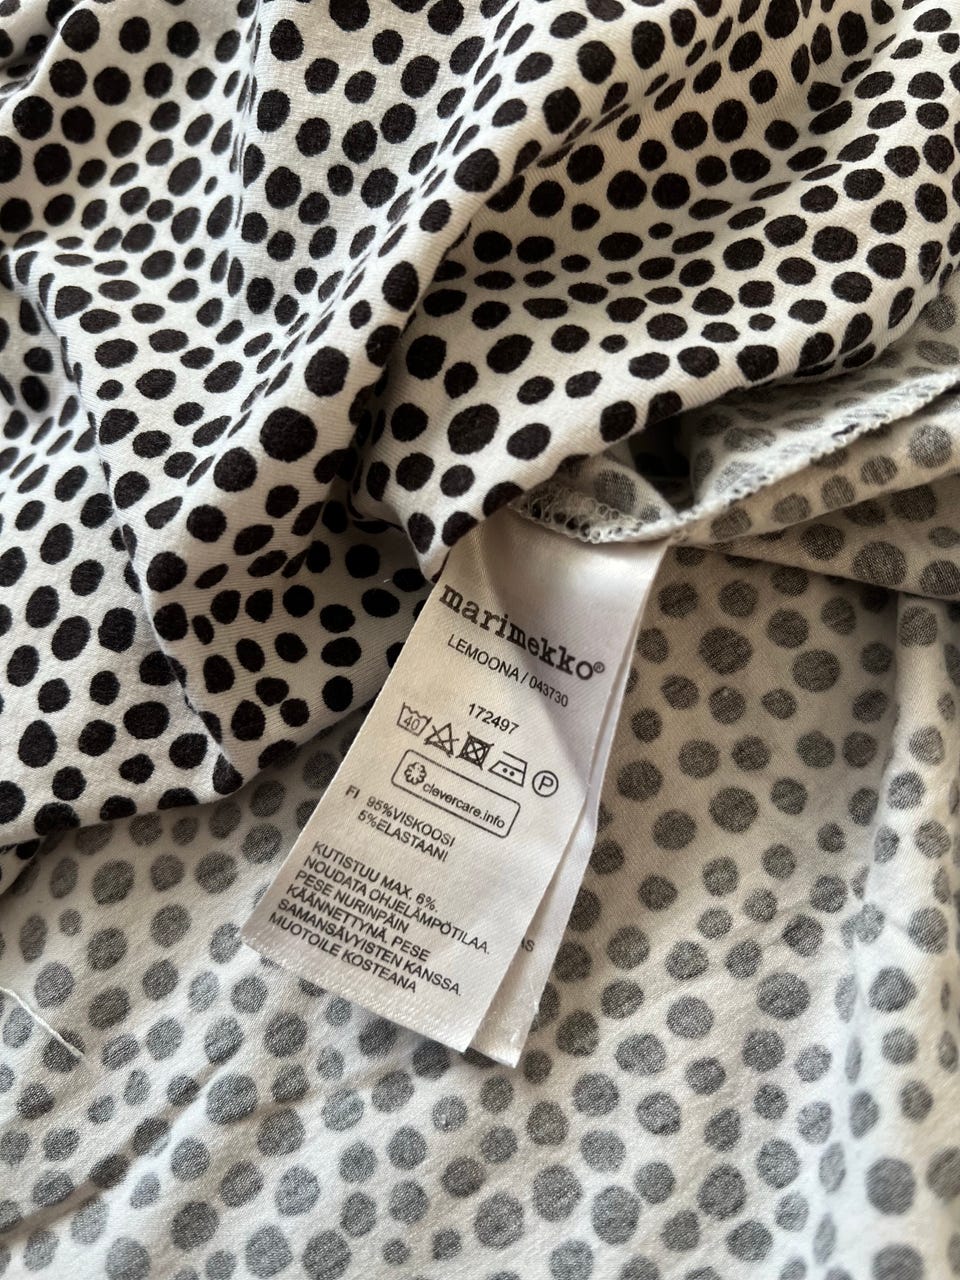 marimekko®
LEMOONA / 043730
172497
40 P
clevercare.info
FI 95%VISKOOSI
5%ELASTAANI
KUTISTUU MAX. 6%.
NOUDATA OHJELÄMPÖTILAA.
PESE NURINPÄIN
KÄÄNNETTYNÄ. PESE
SAMANSÄVYISTEN KANSSA.
MUOTOILE KOSTEANA
AS